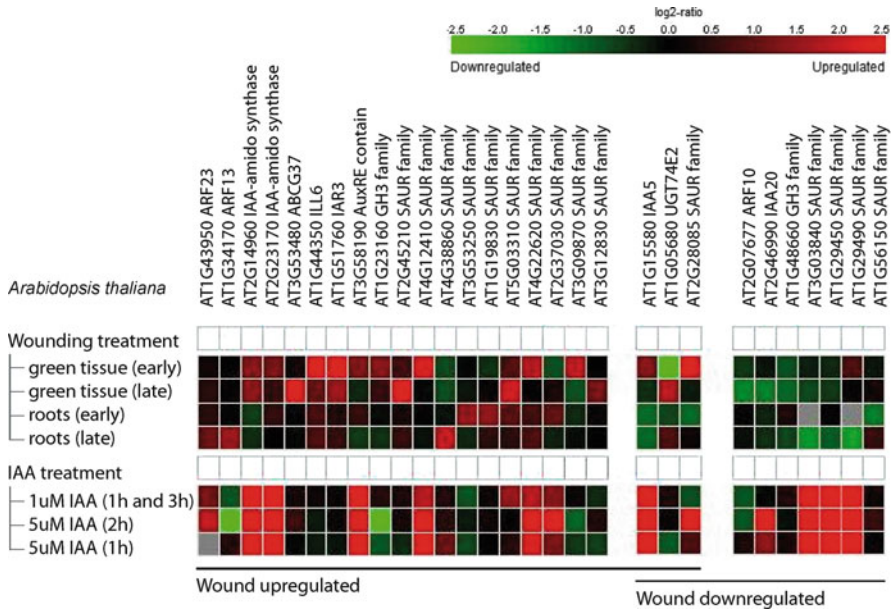 log2-ratio
-2.5 -2.0 -1.5 -1.0 -0.5 0.0 0.5 1.0 1.5 2.0 2.5
Downregulated Upregulated
AT1G43950 ARF23
AT1G34170 ARF13
AT2G14960 IAA-amido synthase
AT2G23170 IAA-amido synthase
AT3G53480 ABCG37
AT1G44350 ILL6
AT1G51760 IAR3
AT3G58190 AuxRE contain
AT1G23160 GH3 family
AT2G45210 SAUR family
AT4G12410 SAUR family
AT4G38860 SAUR family
AT3G53250 SAUR family
AT1G19830 SAUR family
AT5G03310 SAUR family
AT4G22620 SAUR family
AT2G37030 SAUR family
AT3G09870 SAUR family
AT3G12830 SAUR family
AT1G15580 IAA5
AT1G05680 UGT74E2
AT2G28085 SAUR family
AT2G07677 ARF10
AT2G46990 IAA20
AT1G48660 GH3 family
AT3G03840 SAUR family
AT1G29450 SAUR family
AT1G29490 SAUR family
AT1G56150 SAUR family
Arabidopsis thaliana
Wounding treatment
green tissue (early)
green tissue (late)
roots (early)
roots (late)
IAA treatment
1uM IAA (1h and 3h)
5uM IAA (2h)
5uM IAA (1h)
Wound upregulated
Wound downregulated